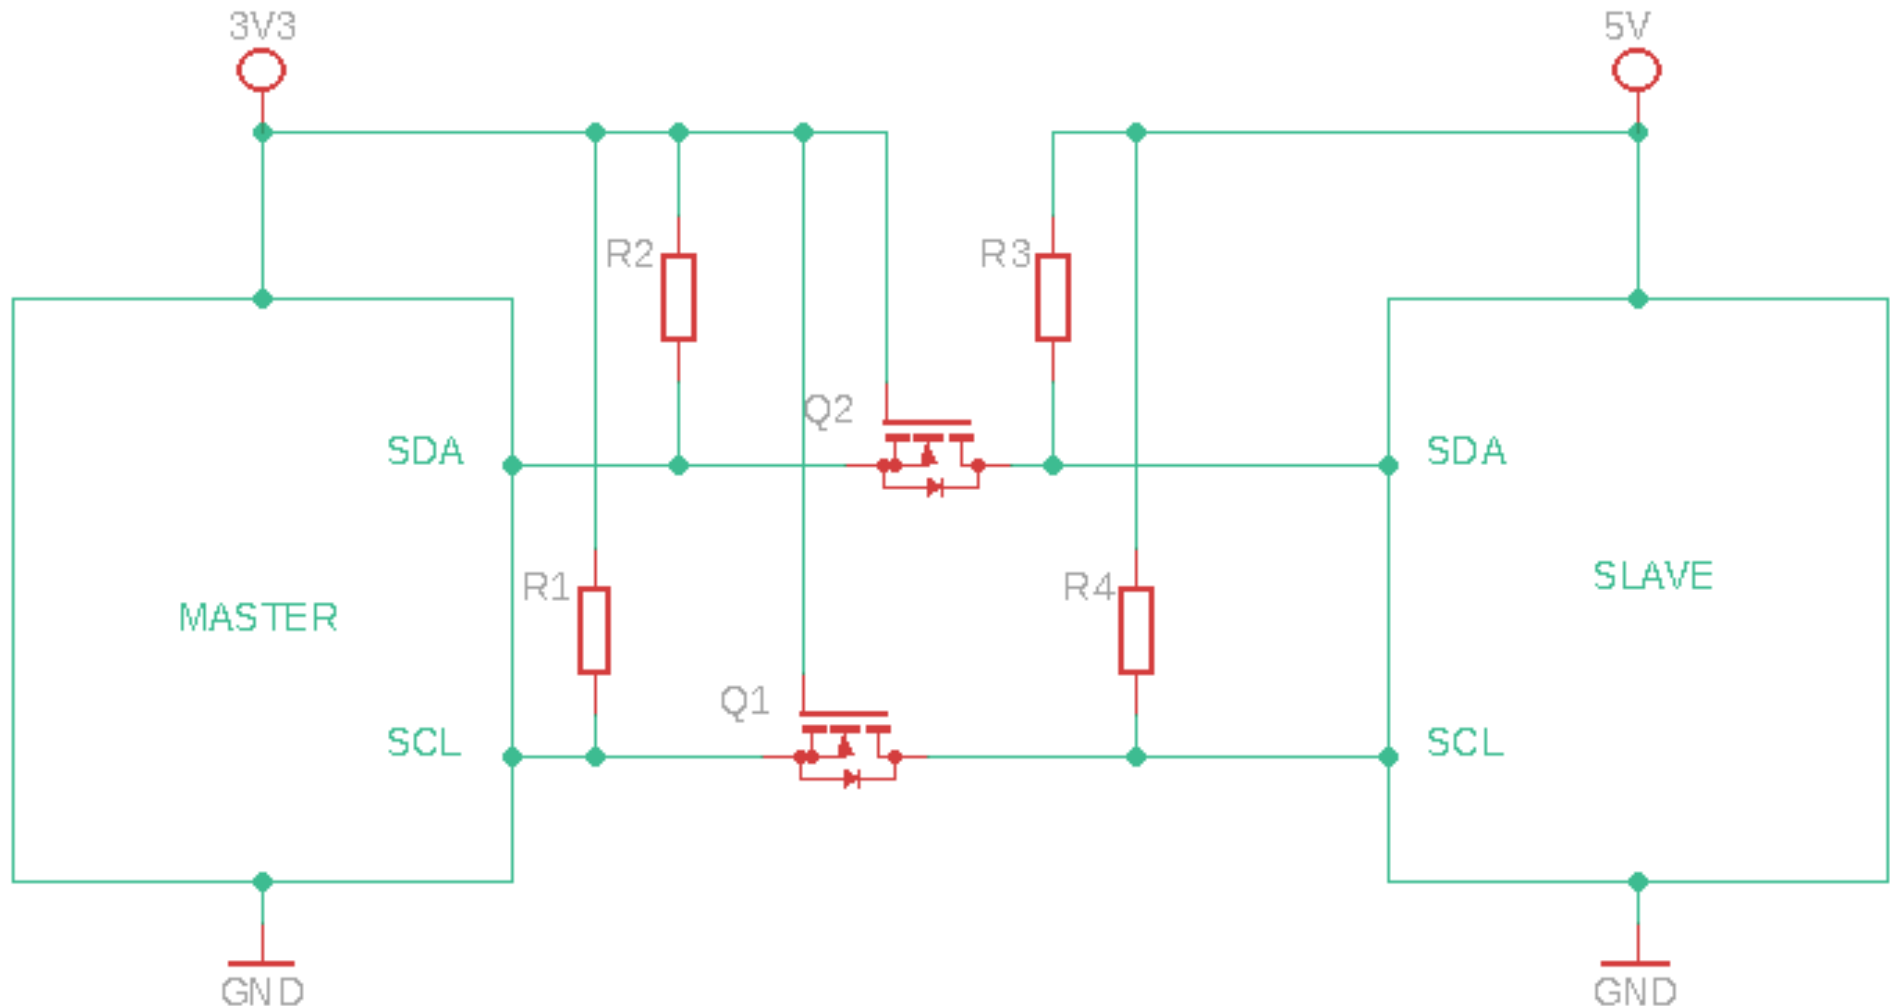 3V3
5V
R2
R3
Q2
SDA
SDA
R1
R4
SLAVE
MASTER
Q1
SCL
SCL
GND
GND